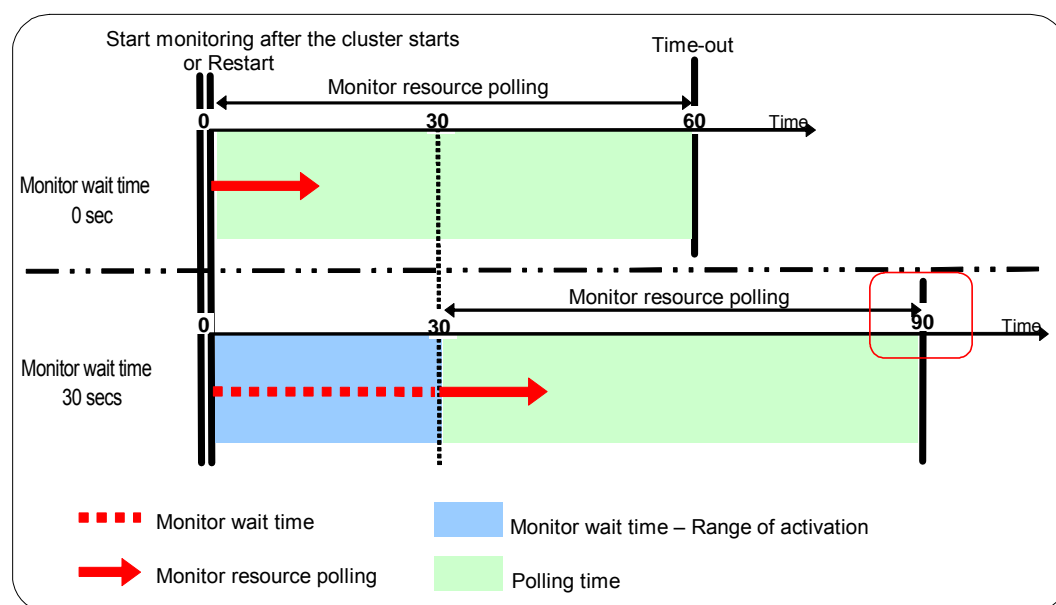 Start monitoring after the cluster starts
or Restart
Time-out
Monitor resource polling
0
30
60
Time
Monitor wait time
0 sec
Monitor resource polling
0
30
90
Time
Monitor wait time
30 secs
Monitor wait time
Monitor wait time – Range of activation
Monitor resource polling
Polling time